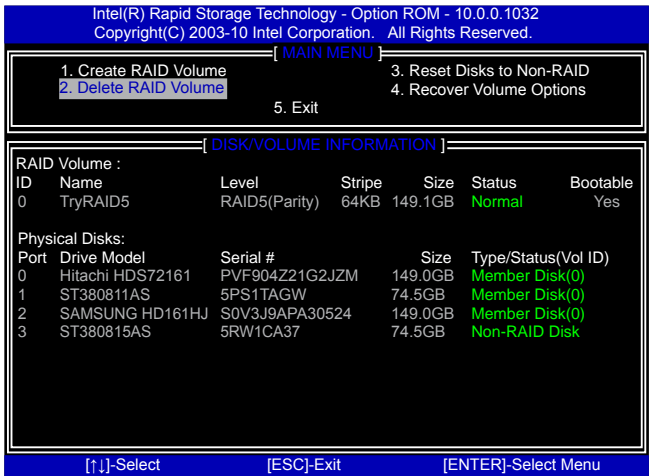 Intel(R) Rapid Storage Technology - Option ROM - 10.0.0.1032
Copyright(C) 2003-10 Intel Corporation. All Rights Reserved.
[ MAIN MENU ]
1. Create RAID Volume 3. Reset Disks to Non-RAID
2. Delete RAID Volume 4. Recover Volume Options
5. Exit
[ DISK/VOLUME INFORMATION ]
RAID Volume :
ID Name Level Stripe Size Status Bootable
0 TryRAID5 RAID5(Parity) 64KB 149.1GB Normal Yes
Physical Disks:
Port Drive Model Serial # Size Type/Status(Vol ID)
0 Hitachi HDS72161 PVF904Z21G2JZM 149.0GB Member Disk(0)
1 ST380811AS 5PS1TAGW 74.5GB Member Disk(0)
2 SAMSUNG HD161HJ S0V3J9APA30524 149.0GB Member Disk(0)
3 ST380815AS 5RW1CA37 74.5GB Non-RAID Disk
[↑↓]-Select [ESC]-Exit [ENTER]-Select Menu